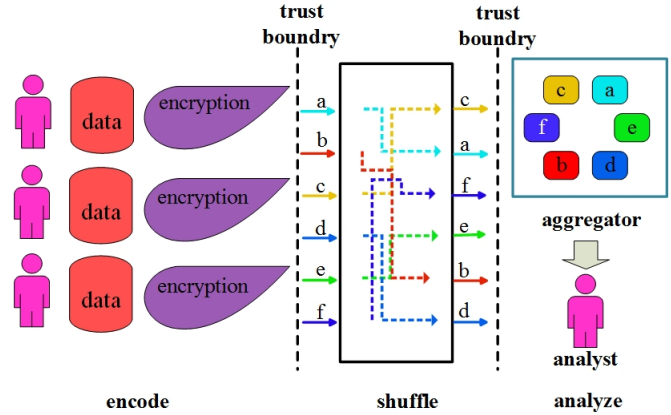 trust
boundry
trust
boundry
data
encryption
data
encryption
data
encryption
a
b
c
d
e
f
c
a
f
e
b
d
c
a
f
e
b
d
aggregator
analyst
encode
shuffle
analyze